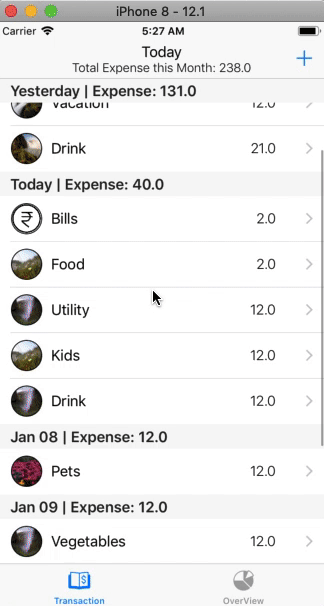 iPhone 8 - 12.1
Carrier 5:27 AM
Today
Total Expense this Month: 238.0
+
Yesterday | Expense: 131.0
Vacation 12.0
Drink 21.0
Today | Expense: 40.0
₹ Bills 2.0
Food 2.0
Utility 12.0
Kids 12.0
Drink 12.0
Jan 08 | Expense: 12.0
Pets 12.0
Jan 09 | Expense: 12.0
Vegetables 12.0
Transaction OverView